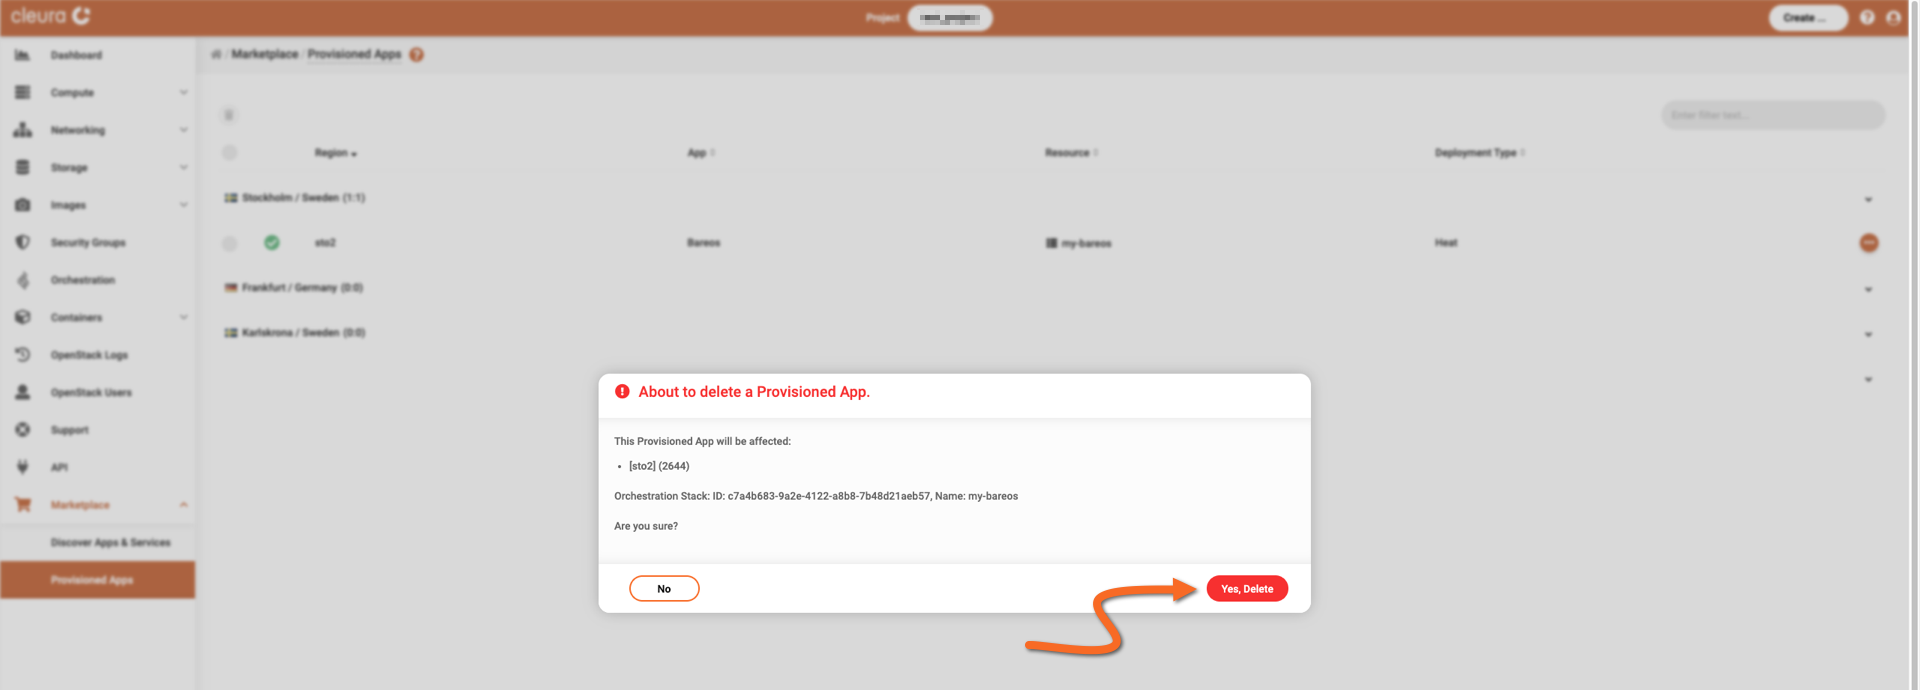 cleura
Project
Create ...
Dashboard
Compute
Networking
Storage
Images
Security Groups
Orchestration
Containers
OpenStack Logs
OpenStack Users
Support
API
Marketplace
Discover Apps & Services
Provisioned Apps
/ Marketplace / Provisioned Apps
Enter filter text...
Region App Resource Deployment Type
Stockholm / Sweden (1:1)
sto2 Bareos my-bareos Heat
Frankfurt / Germany (0:0)
Karlskrona / Sweden (0:0)
About to delete a Provisioned App.
This Provisioned App will be affected:
• [sto2] (2644)
Orchestration Stack: ID: c7a4b683-9a2e-4122-a8b8-7b48d21aeb57, Name: my-bareos
Are you sure?
No
Yes, Delete